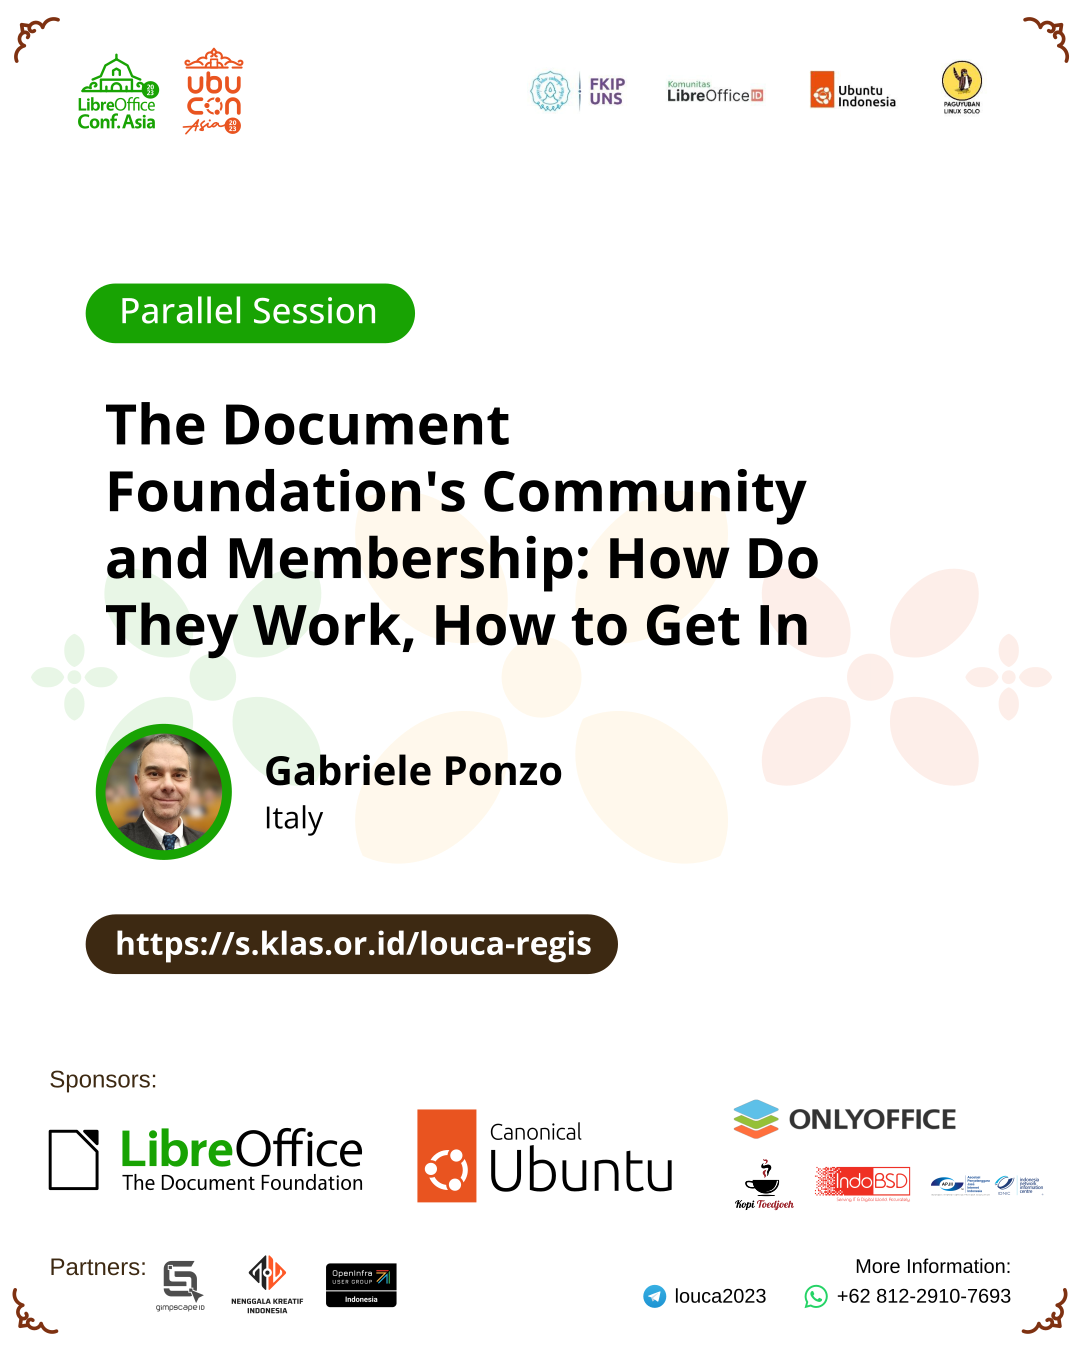 LibreOffice
Conf.Asia
2023
ubu
con
Asia
2023
FKIP
UNS
Komunitas
LibreOffice ID
Ubuntu
Indonesia
PAGUYUBAN
LINUX SOLO
Parallel Session
The Document
Foundation's Community
and Membership: How Do
They Work, How to Get In
Gabriele Ponzo
Italy
https://s.klas.or.id/louca-regis
Sponsors:
LibreOffice
The Document Foundation
Canonical
Ubuntu
ONLYOFFICE
Kopi Toedjoeh
IndoBSD
Partners:
gimpscape ID
NENGGALA KREATIF
INDONESIA
OpenInfra
USER GROUP
Indonesia
More Information:
louca2023
+62 812-2910-7693